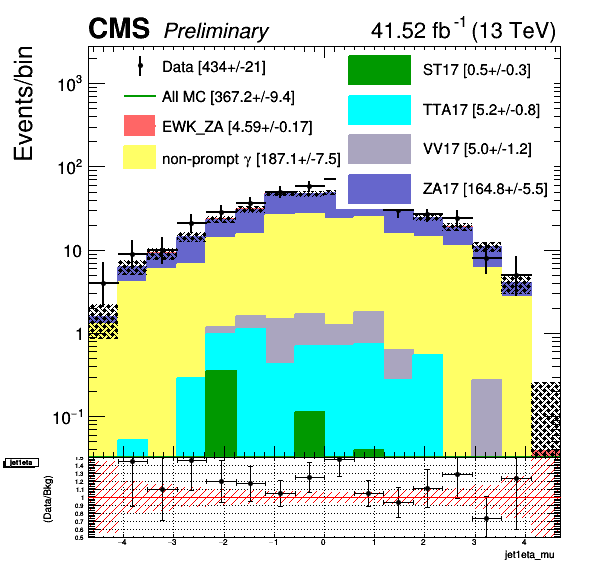 CMS Preliminary 41.52 fb⁻¹ (13 TeV)
Events/bin
Data [434+/-21]
All MC [367.2+/-9.4]
EWK_ZA [4.59+/-0.17]
non-prompt γ [187.1+/-7.5]
ST17 [0.5+/-0.3]
TTA17 [5.2+/-0.8]
VV17 [5.0+/-1.2]
ZA17 [164.8+/-5.5]
10³
10²
10
1
10⁻¹
jet1eta
(Data/Bkg)
1.5
1.4
1.3
1.2
1.1
1
0.9
0.8
0.7
0.6
0.5
−4 −3 −2 −1 0 1 2 3 4
jet1eta_mu